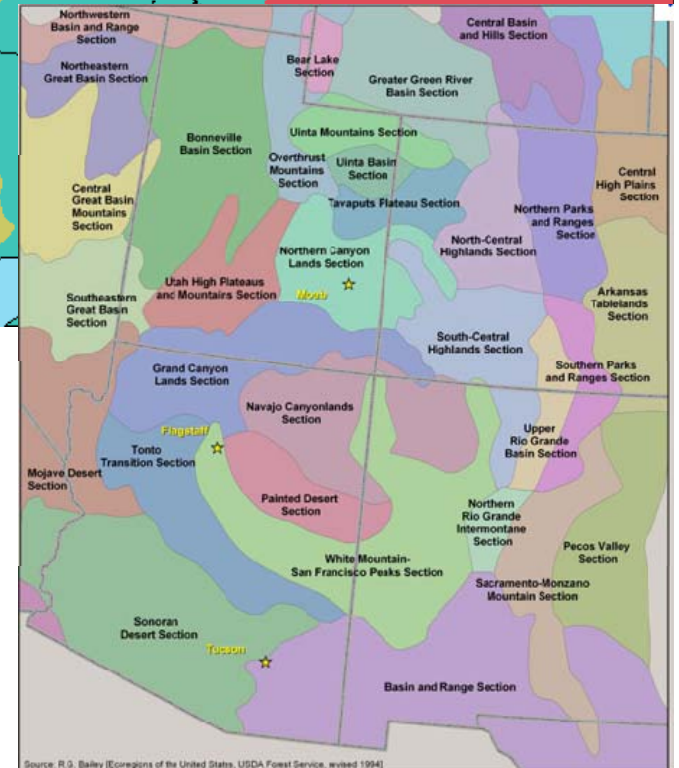 Northwestern
Basin and Range
Section
Central Basin
and Hills Section
Northeastern
Great Basin Section
Bear Lake
Section
Greater Green River
Basin Section
Bonneville
Basin Section
Uinta Mountains Section
Overthrust
Mountains
Section
Uinta Basin
Section
Central
High Plains
Section
Central
Great Basin
Mountains
Section
Tavaputs Plateau Section
Northern Parks
and Ranges
Section
North-Central
Highlands Section
Northern Canyon
Lands Section
Utah High Plateaus
and Mountains Section
Moab
Southeastern
Great Basin
Section
Arkansas
Tablelands
Section
South-Central
Highlands Section
Grand Canyon
Lands Section
Southern Parks
and Ranges Section
Navajo Canyonlands
Section
Flagstaff
Upper
Rio Grande
Basin Section
Tonto
Transition Section
Mojave Desert
Section
Painted Desert
Section
Northern
Rio Grande
Intermontane
Section
Pecos Valley
Section
White Mountain-
San Francisco Peaks Section
Sacramento-Monzano
Mountain Section
Sonoran
Desert Section
Tucson
Basin and Range Section
Source: R.G. Bailey [Ecoregions of the United States, USDA Forest Service, revised 1994]